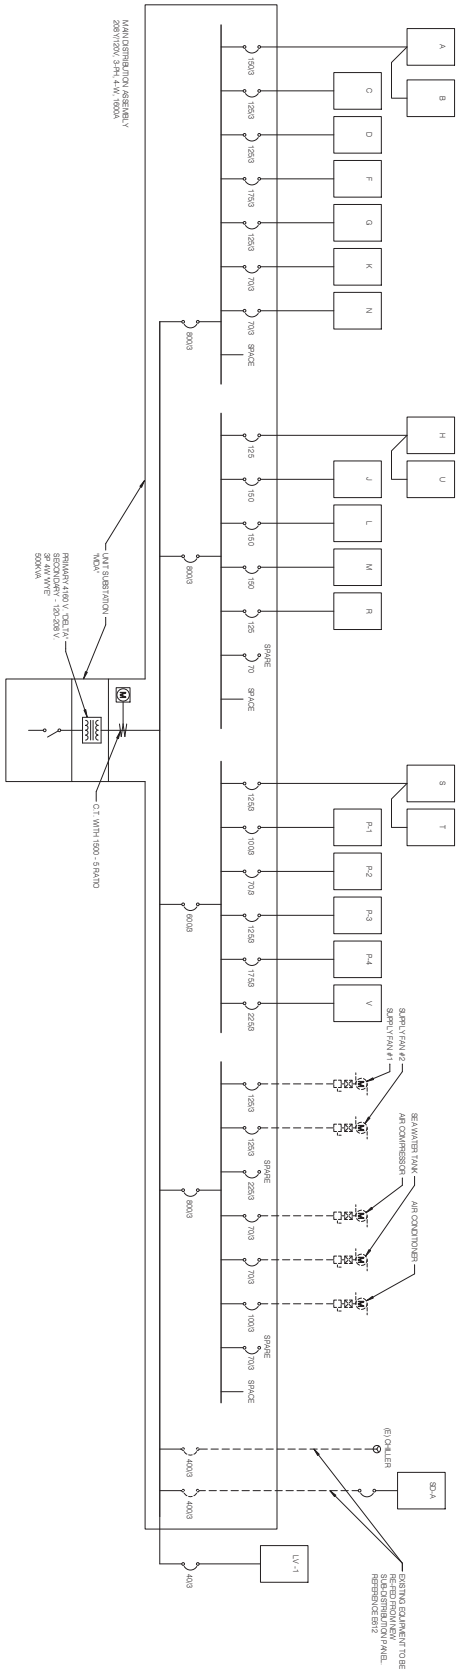 A
B
C
D
F
G
K
N
150/3
125/3
125/3
175/3
125/3
70/3
70/3
SPACE
800/3
MAIN DISTRIBUTION ASSEMBLY
208Y/120V, 3-PH, 4-W, 1600A
H
U
J
L
M
R
125
150
150
150
125
SPARE
70
SPACE
800/3
UNIT SUBSTATION
"MDA"
PRIMARY 4160 V. "DELTA"
SECONDARY - 120-208 V.
3P 4W "WYE"
500KVA
M
C.T. WITH 1500 - 5 RATIO
S
T
P-1
P-2
P-3
P-4
V
125/3
100/3
70/3
125/3
175/3
225/3
600/3
SUPPLY FAN #2
SUPPLY FAN #1
SEA WATER TANK
AIR COMPRESSOR
AIR CONDITIONER
M
M
M
M
M
125/3
125/3
SPARE
225/3
70/3
70/3
100/3
SPARE
70/3
SPACE
800/3
(E) CHILLER
SD-A
400/3
400/3
EXISTING EQUIPMENT TO BE
RE-FED FROM NEW
SUB-DISTRIBUTION PANEL.
REFERENCE E612
LV-1
40/3